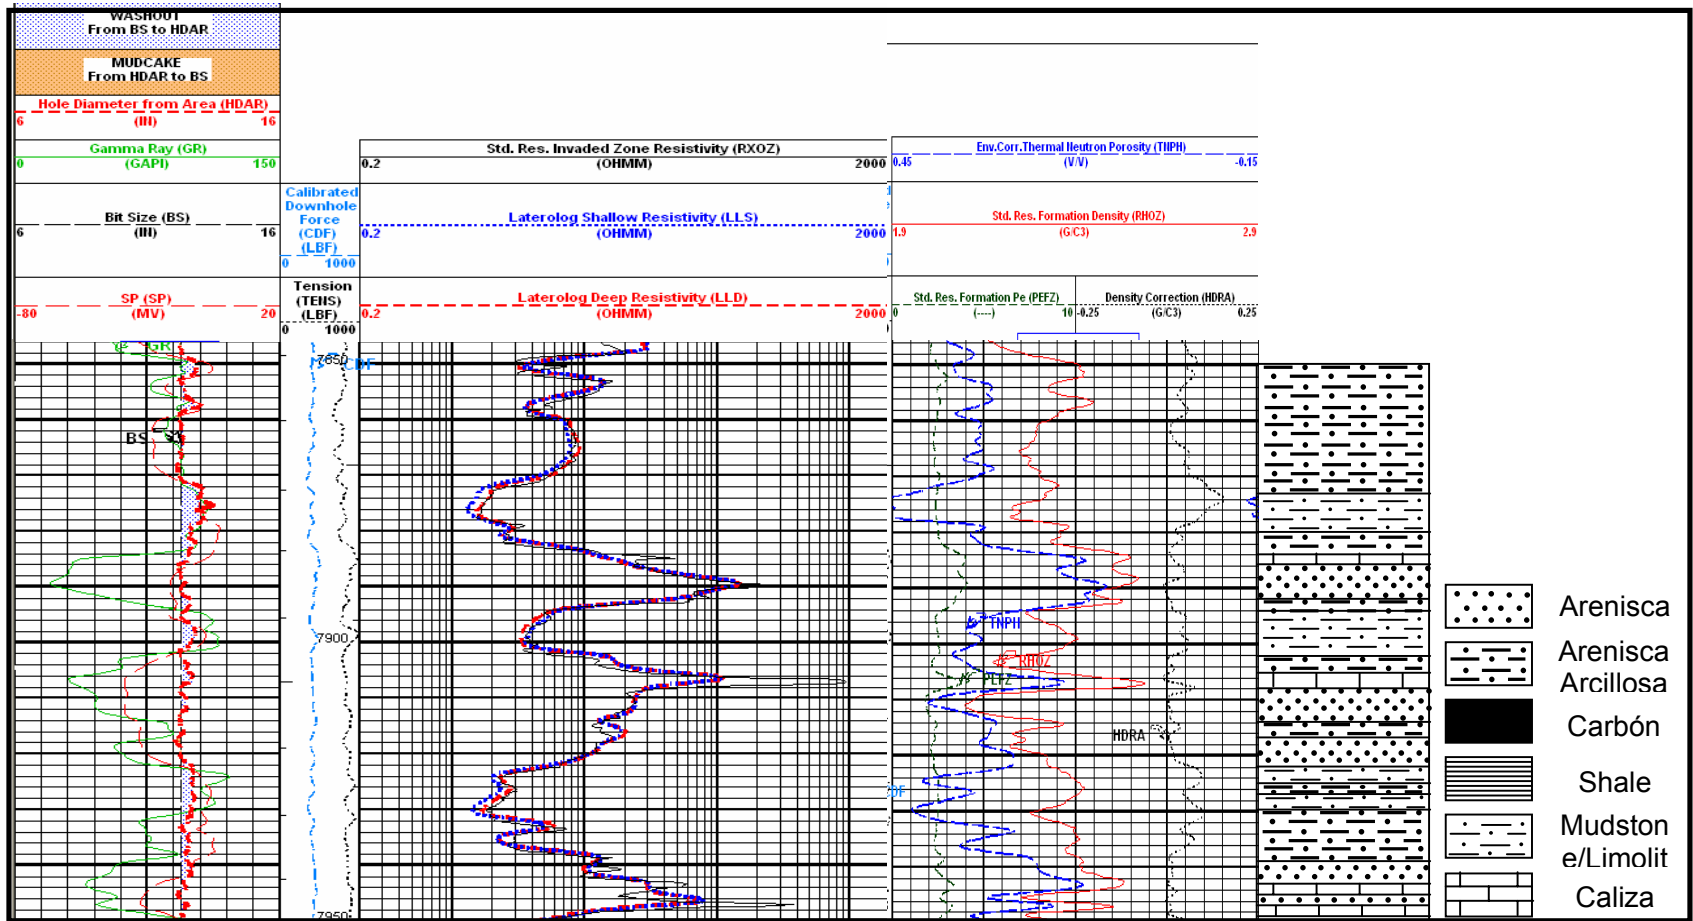 WASHOUT
From BS to HDAR
MUDCAKE
From HDAR to BS
Hole Diameter from Area (HDAR)
6 (IN) 16
Gamma Ray (GR)
0 (GAPI) 150
Bit Size (BS)
6 (IN) 16
SP (SP)
-80 (MV) 20
Calibrated
Downhole
Force
(CDF)
(LBF)
0 1000
Tension
(TENS)
(LBF)
0 1000
Std. Res. Invaded Zone Resistivity (RXOZ)
0.2 (OHMM) 2000
Laterolog Shallow Resistivity (LLS)
0.2 (OHMM) 2000
Laterolog Deep Resistivity (LLD)
0.2 (OHMM) 2000
Env.Corr.Thermal Neutron Porosity (TNPH)
0.45 (V/V) -0.15
Std. Res. Formation Density (RHOZ)
1.9 (G/C3) 2.9
Std. Res. Formation Pe (PEFZ)
0 (----) 10
Density Correction (HDRA)
-0.25 (G/C3) 0.25
GR
7850
CDF
BS
7900
TNPH
RHOZ
PEFZ
HDRA
DF
7950
Arenisca
Arenisca
Arcillosa
Carbón
Shale
Mudston
e/Limolit
Caliza